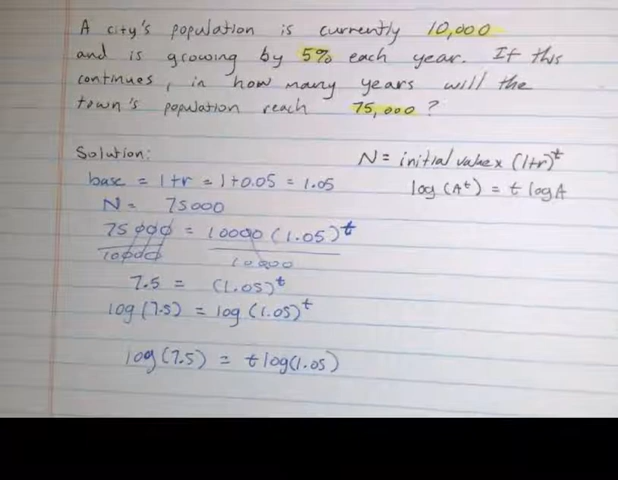 A city's population is currently 10,000
and is growing by 5% each year. If this
continues, in how many years will the
town's population reach 75,000?
Solution:
N = initial value x (1+r)^t
base = 1+r = 1+0.05 = 1.05
log (A^t) = t log A
N = 75000
75000 = 10000 (1.05)^t
10000 10000
7.5 = (1.05)^t
log (7.5) = log (1.05)^t
log (7.5) = t log(1.05)